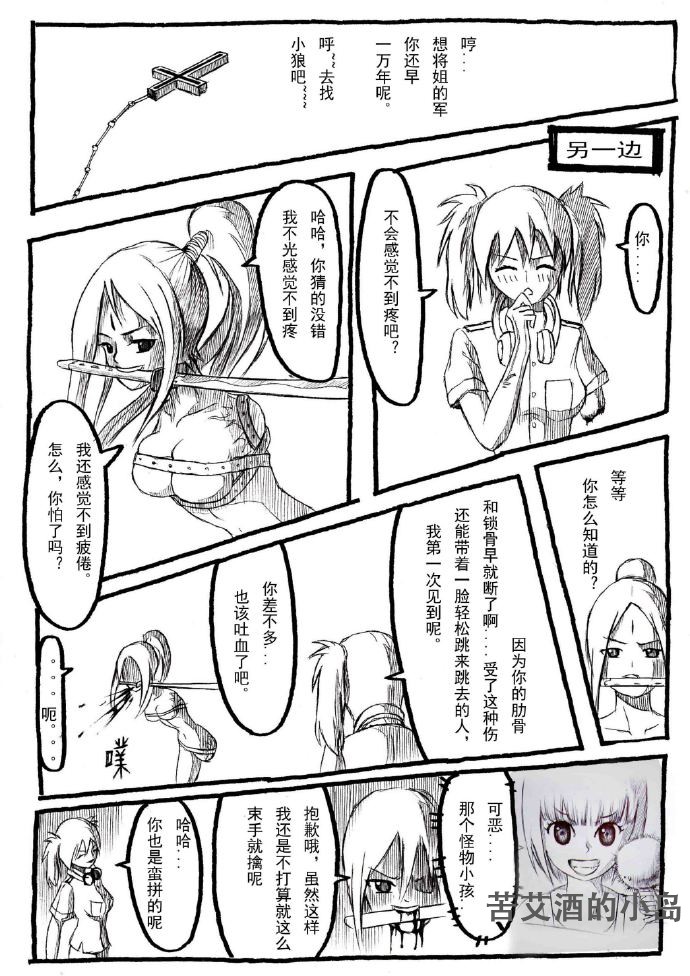 哼...
想将姐的军
你还早
一万年呢。
呼~~去找
小狼吧~~~
另一边
你.....
不会感觉不到疼吧?
哈哈,你猜的没错
我不光感觉不到疼
我还感觉不到疲倦。
怎么,你怕了吗?
等等
你怎么知道的?
因为你的肋骨
和锁骨早就断了啊....受了这种伤
还能带着一脸轻松跳来跳去的人,
我第一次见到呢。
你差不多...
也该吐血了吧。
噗
....呃。...
可恶...
那个怪物小孩.
抱歉哦,虽然这样
我还是不打算就这么
束手就擒呢
哈哈...
你也是蛮拼的呢
苦艾酒的小岛